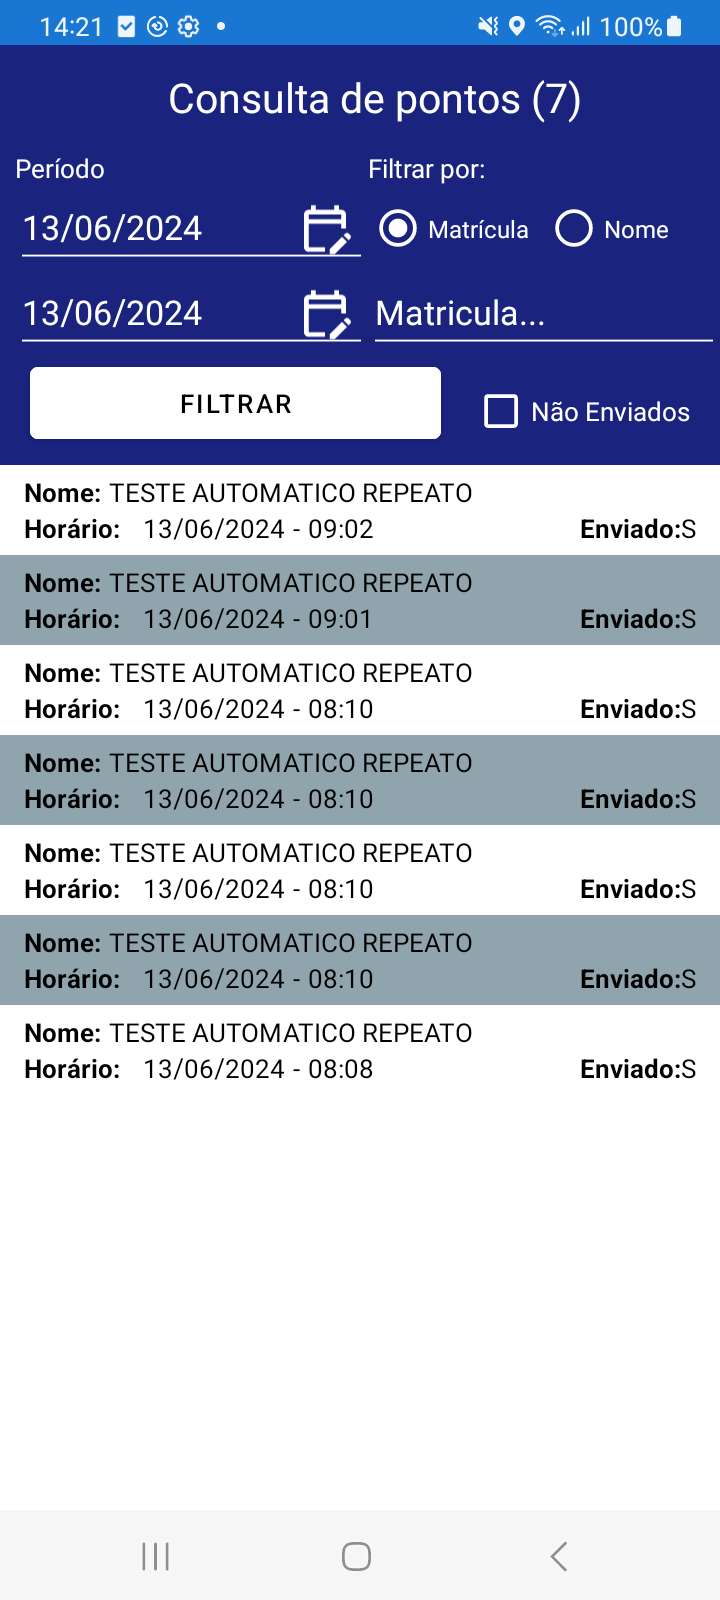 14:21 100%
Consulta de pontos (7)
Período Filtrar por:
13/06/2024 Matrícula Nome
13/06/2024 Matricula...
FILTRAR Não Enviados
Nome: TESTE AUTOMATICO REPEATO
Horário: 13/06/2024 - 09:02 Enviado:S
Nome: TESTE AUTOMATICO REPEATO
Horário: 13/06/2024 - 09:01 Enviado:S
Nome: TESTE AUTOMATICO REPEATO
Horário: 13/06/2024 - 08:10 Enviado:S
Nome: TESTE AUTOMATICO REPEATO
Horário: 13/06/2024 - 08:10 Enviado:S
Nome: TESTE AUTOMATICO REPEATO
Horário: 13/06/2024 - 08:10 Enviado:S
Nome: TESTE AUTOMATICO REPEATO
Horário: 13/06/2024 - 08:10 Enviado:S
Nome: TESTE AUTOMATICO REPEATO
Horário: 13/06/2024 - 08:08 Enviado:S